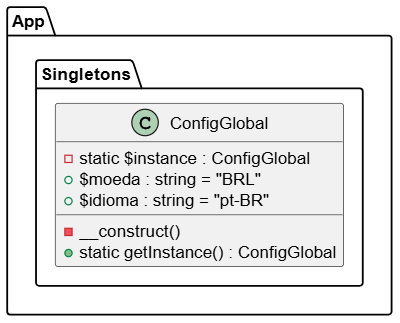 App
Singletons
C ConfigGlobal
static $instance : ConfigGlobal
$moeda : string = "BRL"
$idioma : string = "pt-BR"
__construct()
static getInstance() : ConfigGlobal